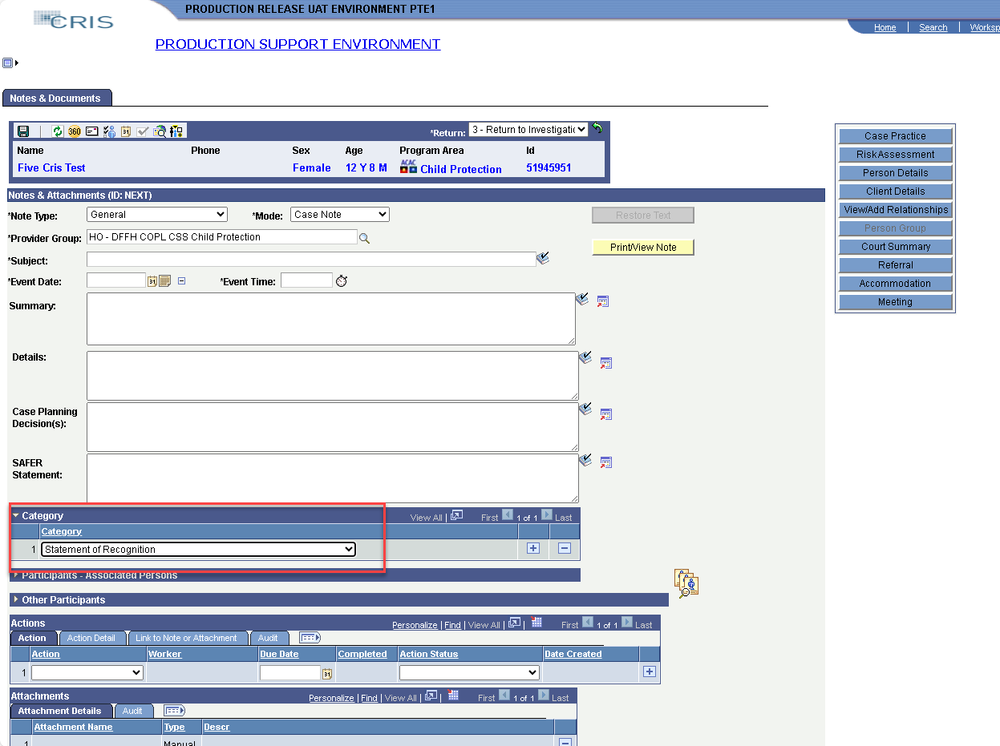 PRODUCTION RELEASE UAT ENVIRONMENT PTE1
CRIS
Home Search Worksp
PRODUCTION SUPPORT ENVIRONMENT
Notes & Documents
360 31 *Return: 3 - Return to Investigatic
Name Phone Sex Age Program Area Id
Five Cris Test Female 12 Y 8 M ACAC Child Protection 51945951
Case Practice
Risk Assessment
Person Details
Client Details
View/Add Relationships
Person Group
Court Summary
Referral
Accommodation
Meeting
Notes & Attachments (ID: NEXT)
*Note Type: General *Mode: Case Note Restore Text
*Provider Group: HO - DFFH COPL CSS Child Protection
Print/View Note
*Subject:
*Event Date: 31 *Event Time:
Summary:
Details:
Case Planning
Decision(s):
SAFER
Statement:
Category View All | First 1 of 1 Last
Category
1 Statement of Recognition
Participants - Associated Persons
Other Participants
Actions Personalize | Find | View All | | First 1 of 1 Last
Action Action Detail Link to Note or Attachment Audit
Action Worker Due Date Completed Action Status Date Created
1 31
Attachments Personalize | Find | View All | | First 1 of 1 Last
Attachment Details Audit
Attachment Name Type Descr
1 Manual